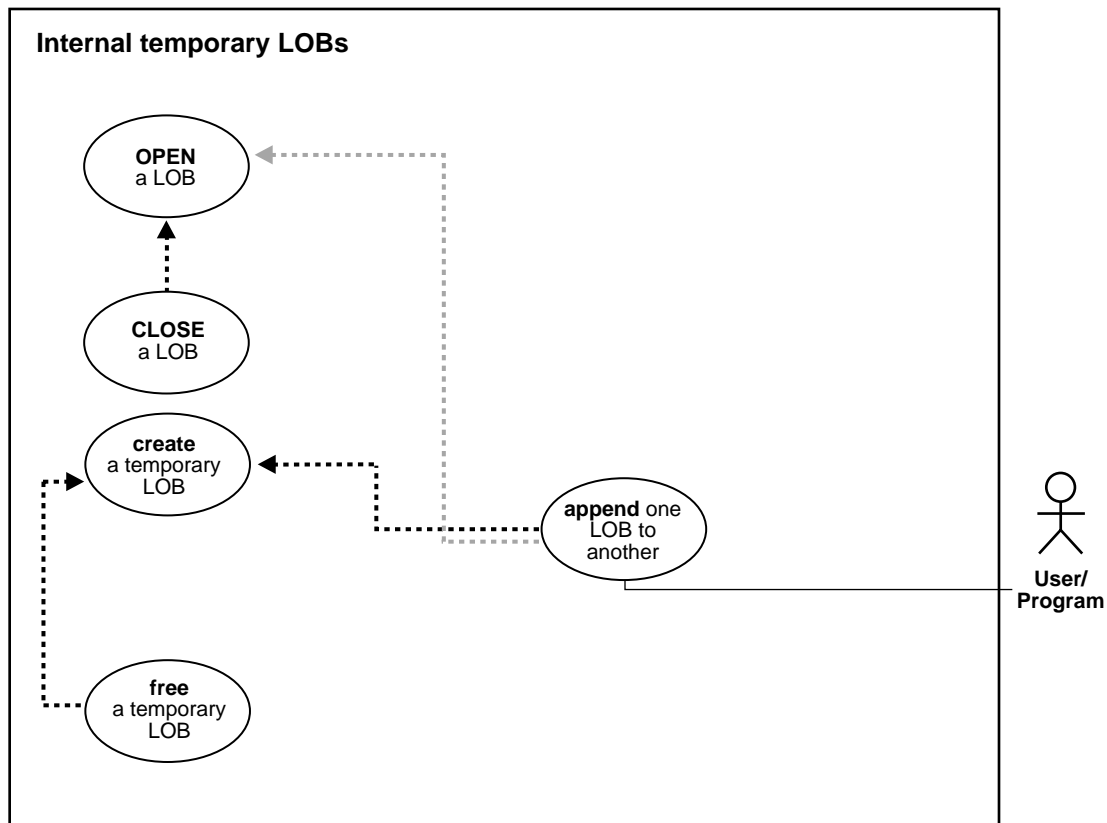 Internal temporary LOBs
OPEN
a LOB
CLOSE
a LOB
create
a temporary
LOB
append one
LOB to
another
User/
Program
free
a temporary
LOB